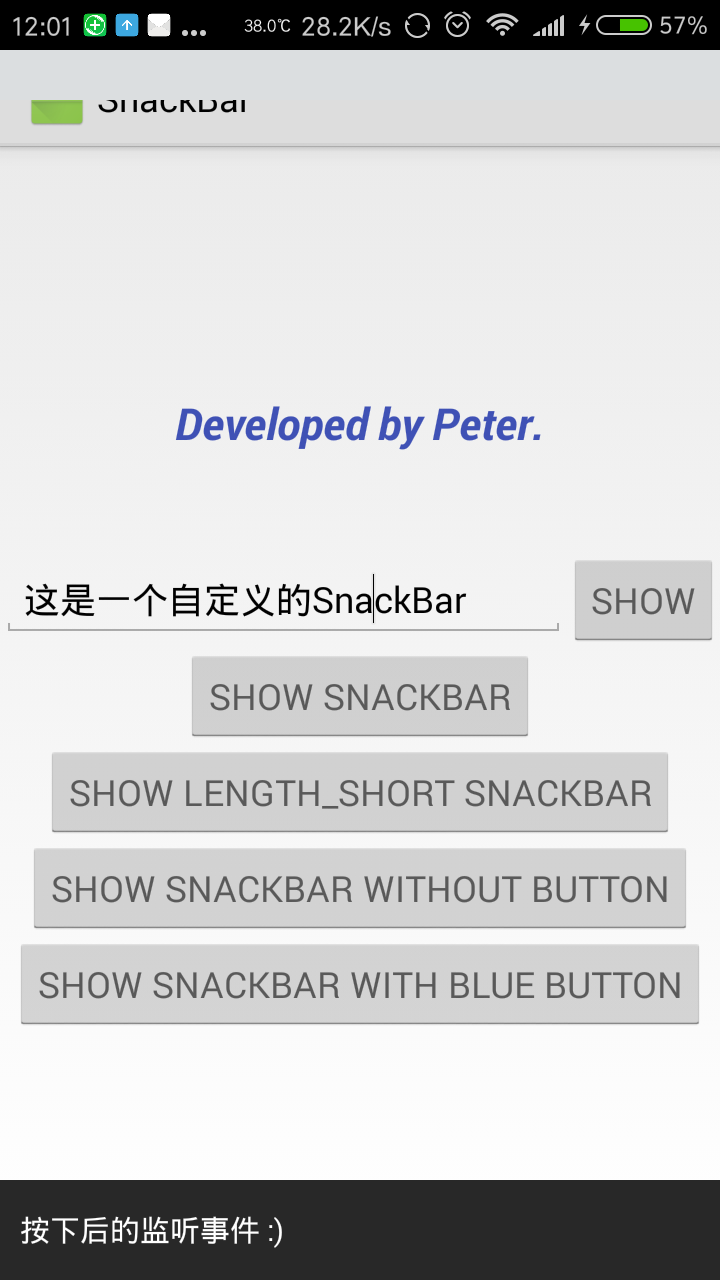 12:01 ... 38.0℃ 28.2K/s 57%
SnackBar
Developed by Peter.
这是一个自定义的SnackBar SHOW
SHOW SNACKBAR
SHOW LENGTH_SHORT SNACKBAR
SHOW SNACKBAR WITHOUT BUTTON
SHOW SNACKBAR WITH BLUE BUTTON
按下后的监听事件 :)